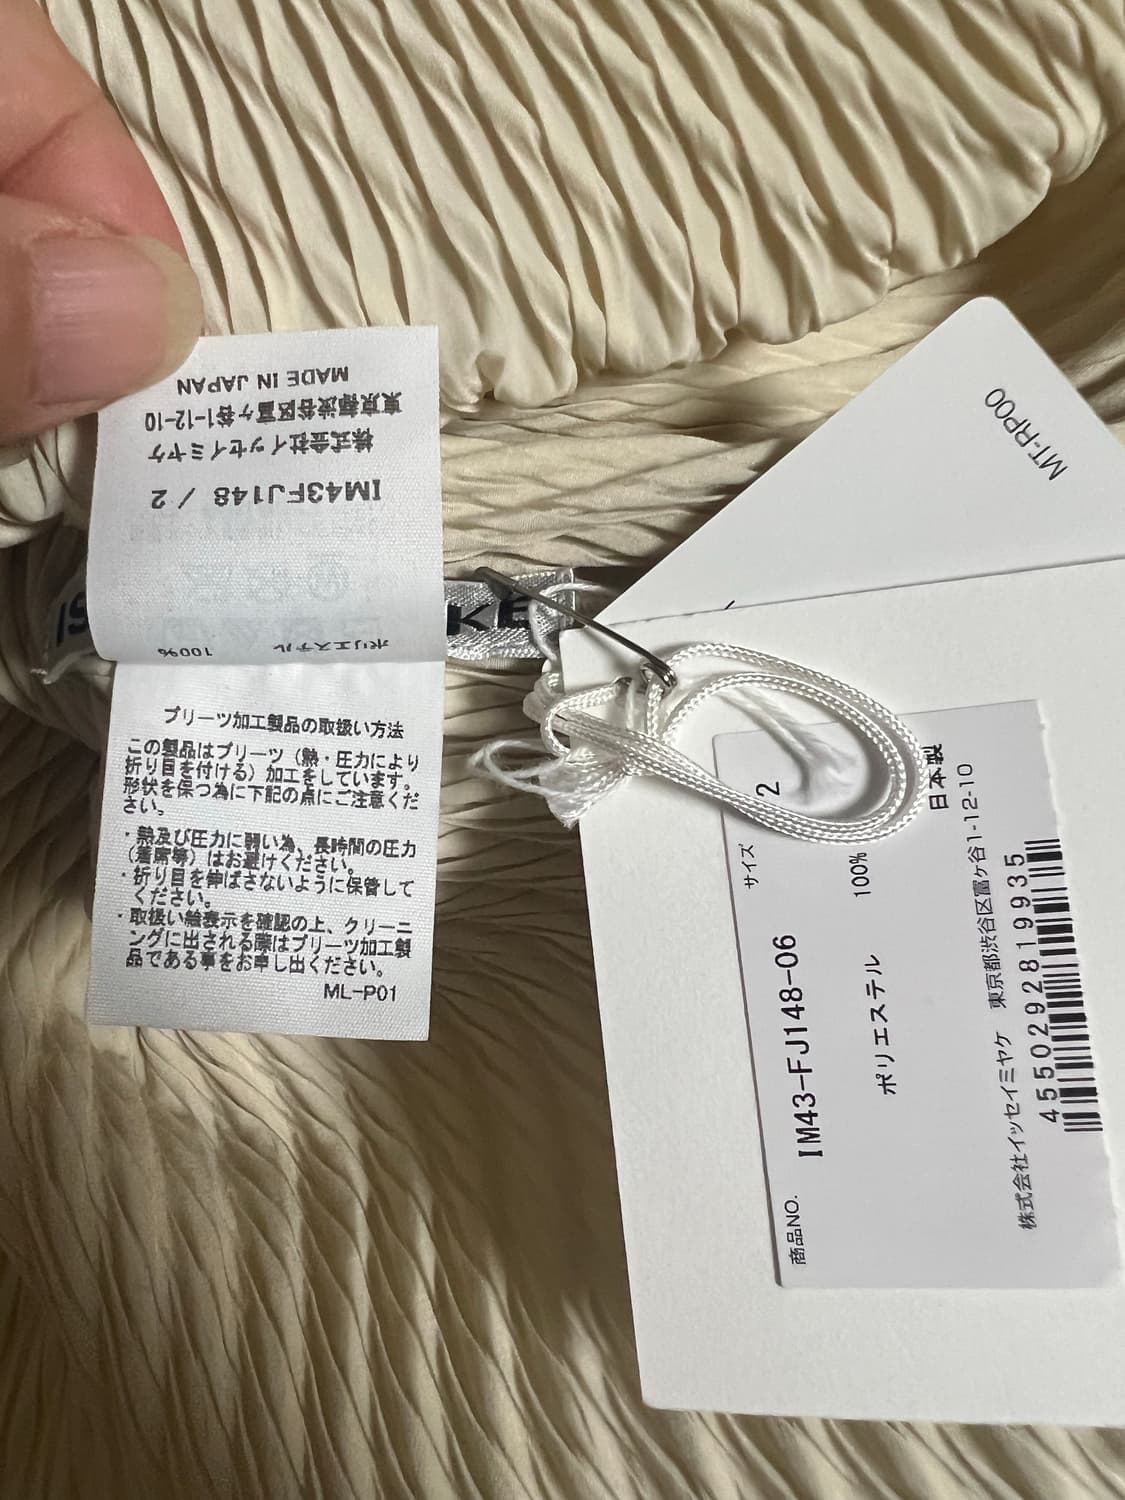 MADE IN JAPAN
東京都渋谷区富ヶ谷1-12-10
株式会社イッセイミヤケ
IM43FJ148 / 2
ポリエステル 100%
プリーツ加工製品の取扱い方法
この製品はプリーツ（熱・圧力により
折り目を付ける）加工をしています。
形状を保つ為に下記の点にご注意くだ
さい。
・熱及び圧力に弱い為、長時間の圧力
（着席等）はお避けください。
・折り目を伸ばさないように保管して
ください。
・取扱い絵表示を確認の上、クリーニ
ングに出される際はプリーツ加工製
品である事をお申し出ください。
ML-P01
IS
KE
MT-RP00
商品NO. IM43-FJ148-06 サイズ 2
ポリエステル 100%
日本製
株式会社イッセイミヤケ 東京都渋谷区富ヶ谷1-12-10
4550292819935